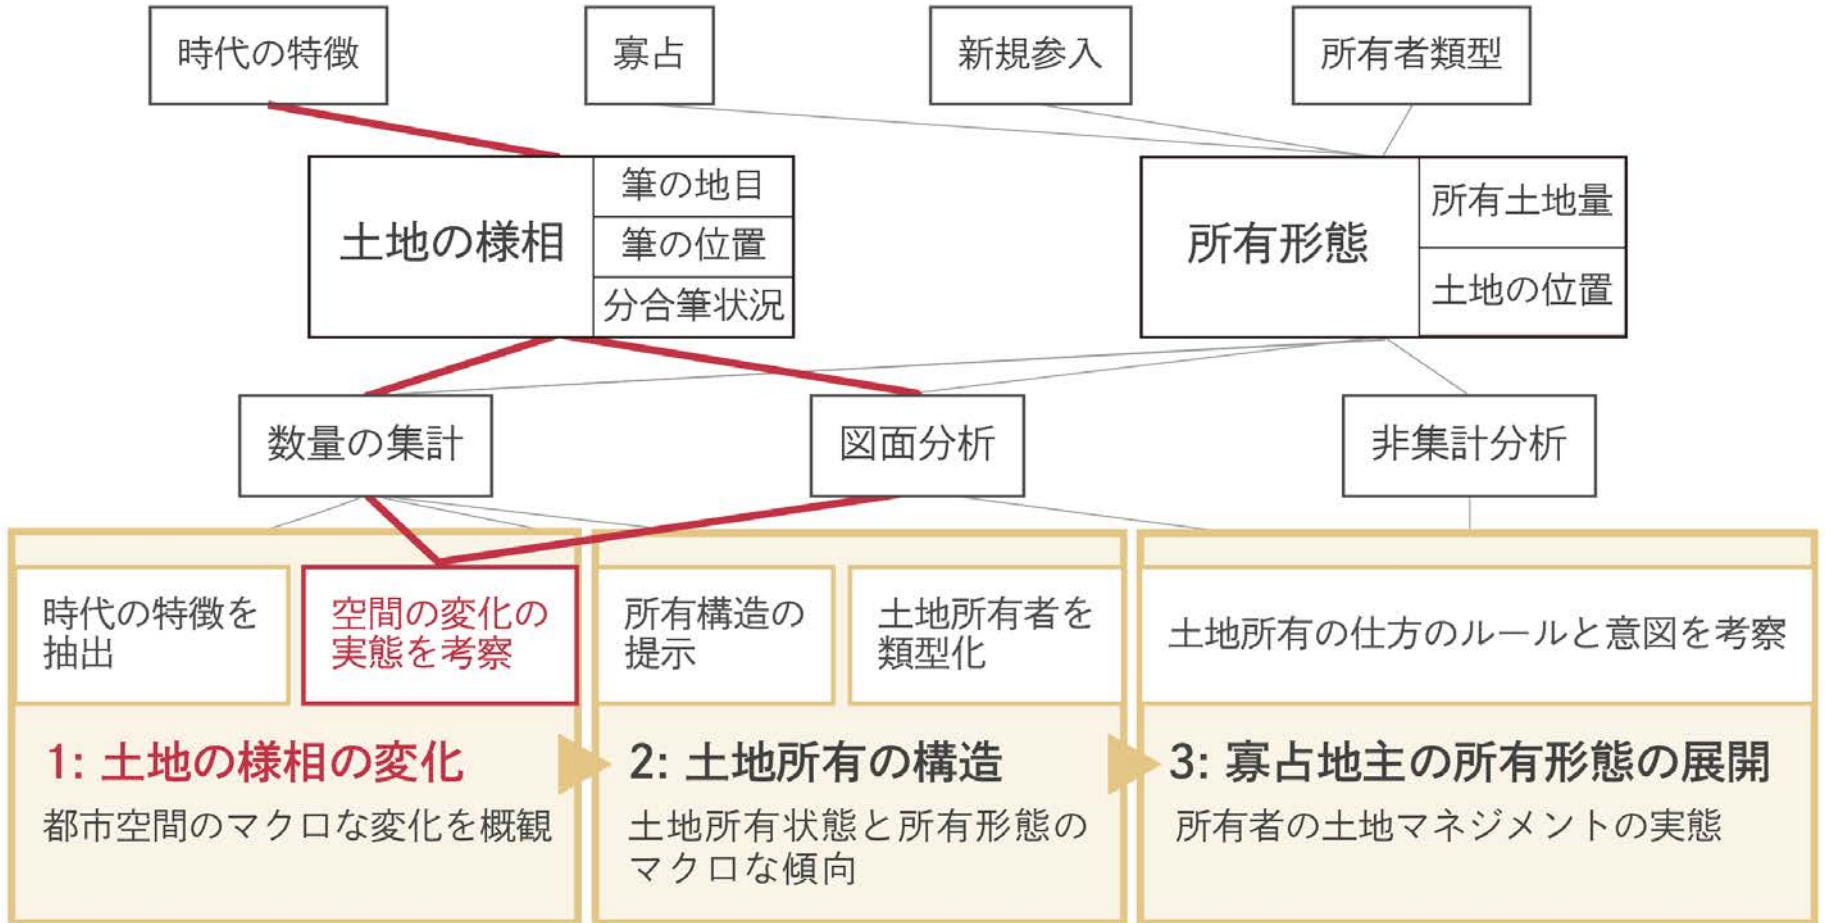 時代の特徴
寡占
新規参入
所有者類型
土地の様相
筆の地目
筆の位置
分合筆状況
所有形態
所有土地量
土地の位置
数量の集計
図面分析
非集計分析
時代の特徴を
抽出
空間の変化の
実態を考察
所有構造の
提示
土地所有者を
類型化
土地所有の仕方のルールと意図を考察
1: 土地の様相の変化
都市空間のマクロな変化を概観
2: 土地所有の構造
土地所有状態と所有形態の
マクロな傾向
3: 寡占地主の所有形態の展開
所有者の土地マネジメントの実態